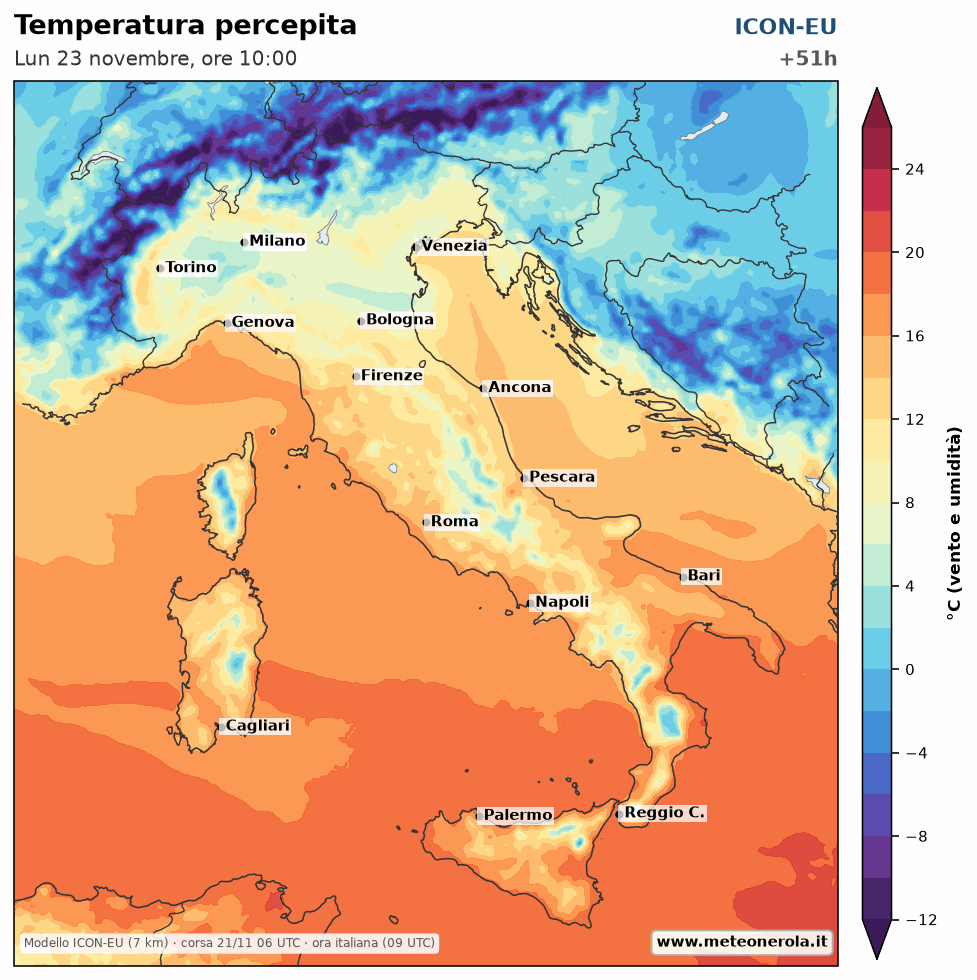 Temperatura percepita
ICON-EU
Lun 23 novembre, ore 10:00
+51h
Milano
Venezia
Torino
Genova
Bologna
Firenze
Ancona
Pescara
Roma
Bari
Napoli
Cagliari
Palermo
Reggio C.
24
20
16
12
8
4
0
−4
−8
−12
°C (vento e umidità)
Modello ICON-EU (7 km) · corsa 21/11 06 UTC · ora italiana (09 UTC)
www.meteonerola.it